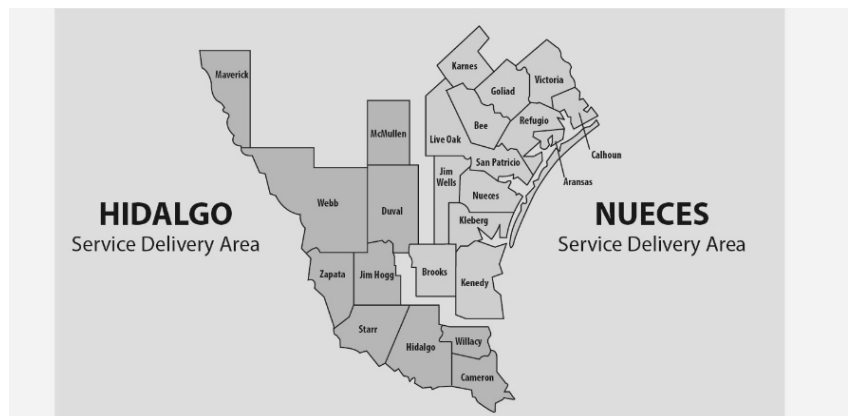 Karnes
Maverick
Victoria
Goliad
McMullen
Bee
Refugio
Live Oak
Calhoun
San Patricio
Jim
Wells
Aransas
Webb
Nueces
HIDALGO
Service Delivery Area
Duval
NUECES
Service Delivery Area
Kleberg
Zapata
Jim Hogg
Brooks
Kenedy
Starr
Hidalgo
Willacy
Cameron